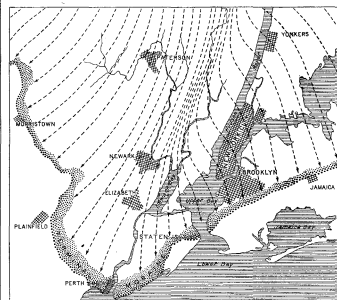 YONKERS
PATERSON
MORRISTOWN
NEWARK
BROOKLYN
ELIZABETH
JAMAICA
Upper Bay
PLAINFIELD
STATEN
Jamaica Bay
Lower Bay
PERTH